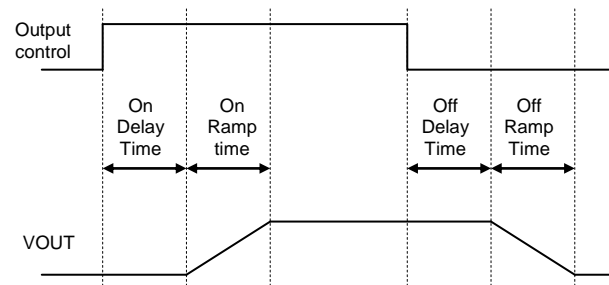 Output
control
On
Delay
Time
On
Ramp
time
Off
Delay
Time
Off
Ramp
Time
VOUT